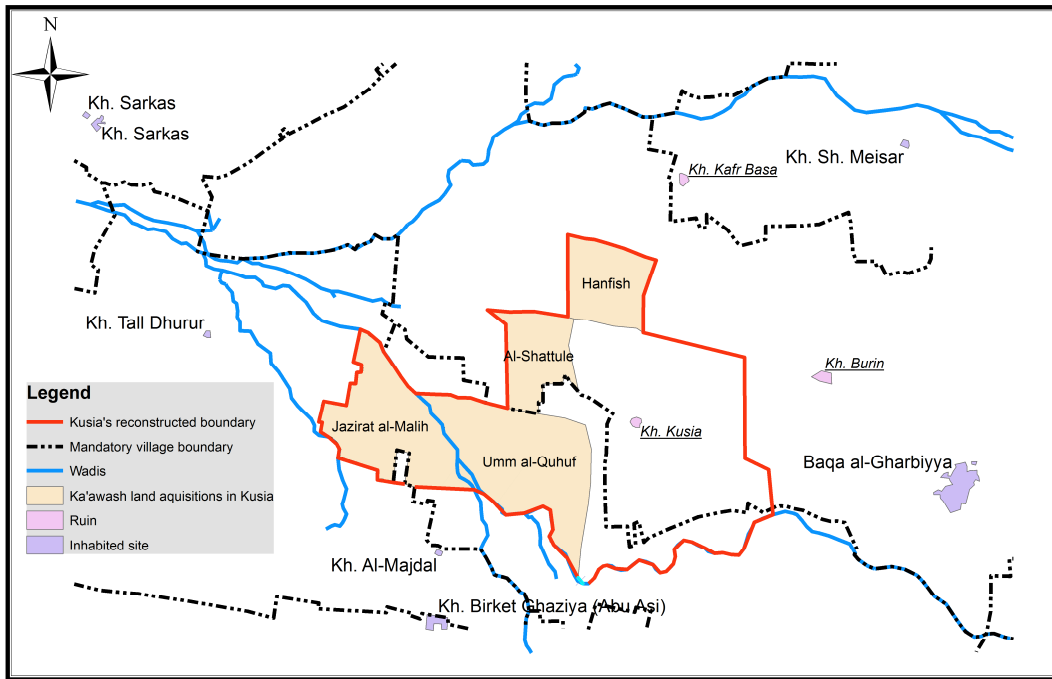 N
Kh. Sarkas
Kh. Sarkas
Kh. Sh. Meisar
Kh. Kafr Basa
Hanfish
Kh. Tall Dhurur
Al-Shattule
Kh. Burin
Legend
Kusia's reconstructed boundary
Mandatory village boundary
Wadis
Ka'awash land aquisitions in Kusia
Ruin
Inhabited site
Jazirat al-Malih
Kh. Kusia
Umm al-Quhuf
Baqa al-Gharbiyya
Kh. Al-Majdal
Kh. Birket Ghaziya (Abu Asi)